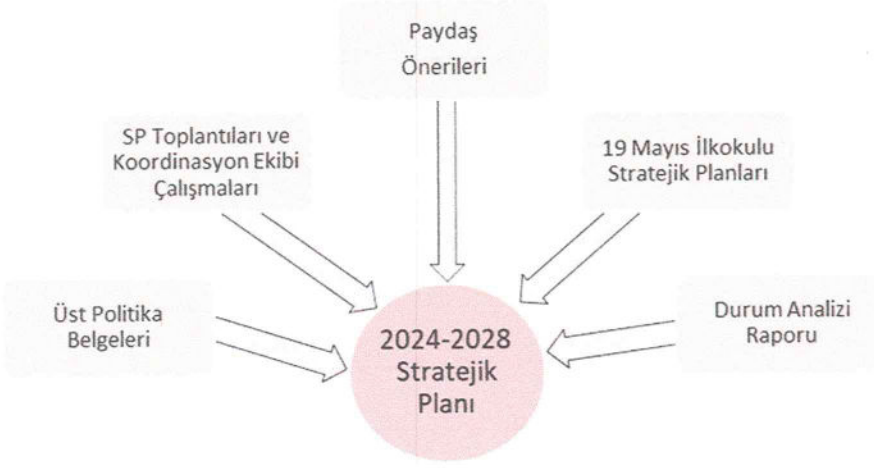 Paydaş
Önerileri
SP Toplantıları ve
Koordinasyon Ekibi
Çalışmaları
19 Mayıs İlkokulu
Stratejik Planları
Üst Politika
Belgeleri
Durum Analizi
Raporu
2024-2028
Stratejik
Planı